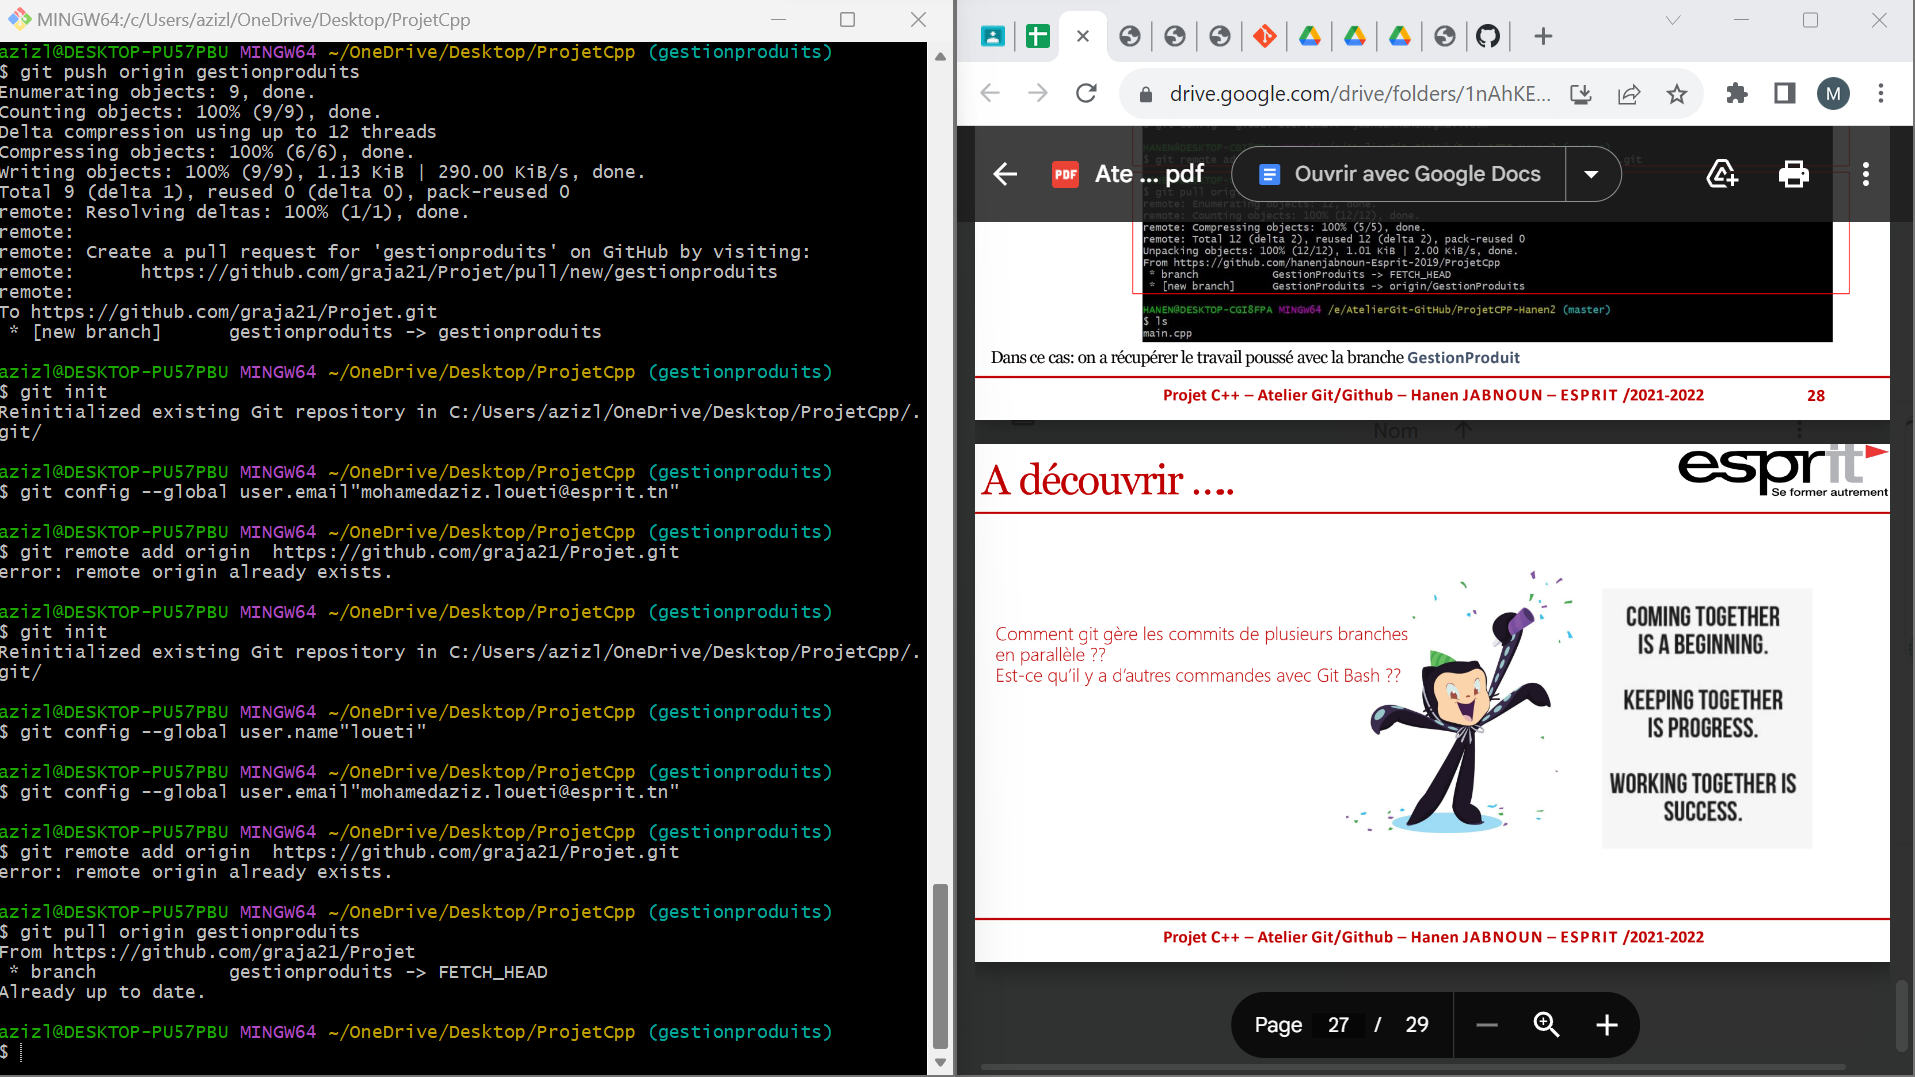 MINGW64:/c/Users/azizl/OneDrive/Desktop/ProjetCpp
azizl@DESKTOP-PU57PBU MINGW64 ~/OneDrive/Desktop/ProjetCpp (gestionproduits)
$ git push origin gestionproduits
Enumerating objects: 9, done.
Counting objects: 100% (9/9), done.
Delta compression using up to 12 threads
Compressing objects: 100% (6/6), done.
Writing objects: 100% (9/9), 1.13 KiB | 290.00 KiB/s, done.
Total 9 (delta 1), reused 0 (delta 0), pack-reused 0
remote: Resolving deltas: 100% (1/1), done.
remote:
remote: Create a pull request for 'gestionproduits' on GitHub by visiting:
remote:      https://github.com/graja21/Projet/pull/new/gestionproduits
remote:
To https://github.com/graja21/Projet.git
 * [new branch]      gestionproduits -> gestionproduits
azizl@DESKTOP-PU57PBU MINGW64 ~/OneDrive/Desktop/ProjetCpp (gestionproduits)
$ git init
Reinitialized existing Git repository in C:/Users/azizl/OneDrive/Desktop/ProjetCpp/.
git/
azizl@DESKTOP-PU57PBU MINGW64 ~/OneDrive/Desktop/ProjetCpp (gestionproduits)
$ git config --global user.email"mohamedaziz.loueti@esprit.tn"
azizl@DESKTOP-PU57PBU MINGW64 ~/OneDrive/Desktop/ProjetCpp (gestionproduits)
$ git remote add origin  https://github.com/graja21/Projet.git
error: remote origin already exists.
azizl@DESKTOP-PU57PBU MINGW64 ~/OneDrive/Desktop/ProjetCpp (gestionproduits)
$ git init
Reinitialized existing Git repository in C:/Users/azizl/OneDrive/Desktop/ProjetCpp/.
git/
azizl@DESKTOP-PU57PBU MINGW64 ~/OneDrive/Desktop/ProjetCpp (gestionproduits)
$ git config --global user.name"loueti"
azizl@DESKTOP-PU57PBU MINGW64 ~/OneDrive/Desktop/ProjetCpp (gestionproduits)
$ git config --global user.email"mohamedaziz.loueti@esprit.tn"
azizl@DESKTOP-PU57PBU MINGW64 ~/OneDrive/Desktop/ProjetCpp (gestionproduits)
$ git remote add origin  https://github.com/graja21/Projet.git
error: remote origin already exists.
azizl@DESKTOP-PU57PBU MINGW64 ~/OneDrive/Desktop/ProjetCpp (gestionproduits)
$ git pull origin gestionproduits
From https://github.com/graja21/Projet
 * branch            gestionproduits -> FETCH_HEAD
Already up to date.
azizl@DESKTOP-PU57PBU MINGW64 ~/OneDrive/Desktop/ProjetCpp (gestionproduits)
$
drive.google.com/drive/folders/1nAhKE...
M
PDF Ate ... pdf
Ouvrir avec Google Docs
$ git remote ad
.git
$ git pull origi
remote: Enumerating objects: 12, done.
remote: Counting objects: 100% (12/12), done.
remote: Compressing objects: 100% (5/5), done.
remote: Total 12 (delta 2), reused 12 (delta 2), pack-reused 0
Unpacking objects: 100% (12/12), 1.01 KiB | 2.00 KiB/s, done.
From https://github.com/hanenjabnoun-Esprit-2019/ProjetCpp
 * branch            GestionProduits -> FETCH_HEAD
 * [new branch]      GestionProduits -> origin/GestionProduits
HANEN@DESKTOP-CGI8FPA MINGW64 /e/AtelierGit-GitHub/ProjetCPP-Hanen2 (master)
$ ls
main.cpp
Dans ce cas: on a récupérer le travail poussé avec la branche GestionProduit
Projet C++ – Atelier Git/Github – Hanen JABNOUN – ESPRIT /2021-2022 28
Nom
A découvrir ....
esprit
Se former autrement
Comment git gère les commits de plusieurs branches
en parallèle ??
Est-ce qu'il y a d'autres commandes avec Git Bash ??
COMING TOGETHER
IS A BEGINNING.
KEEPING TOGETHER
IS PROGRESS.
WORKING TOGETHER IS
SUCCESS.
Projet C++ – Atelier Git/Github – Hanen JABNOUN – ESPRIT /2021-2022
Page 27 / 29